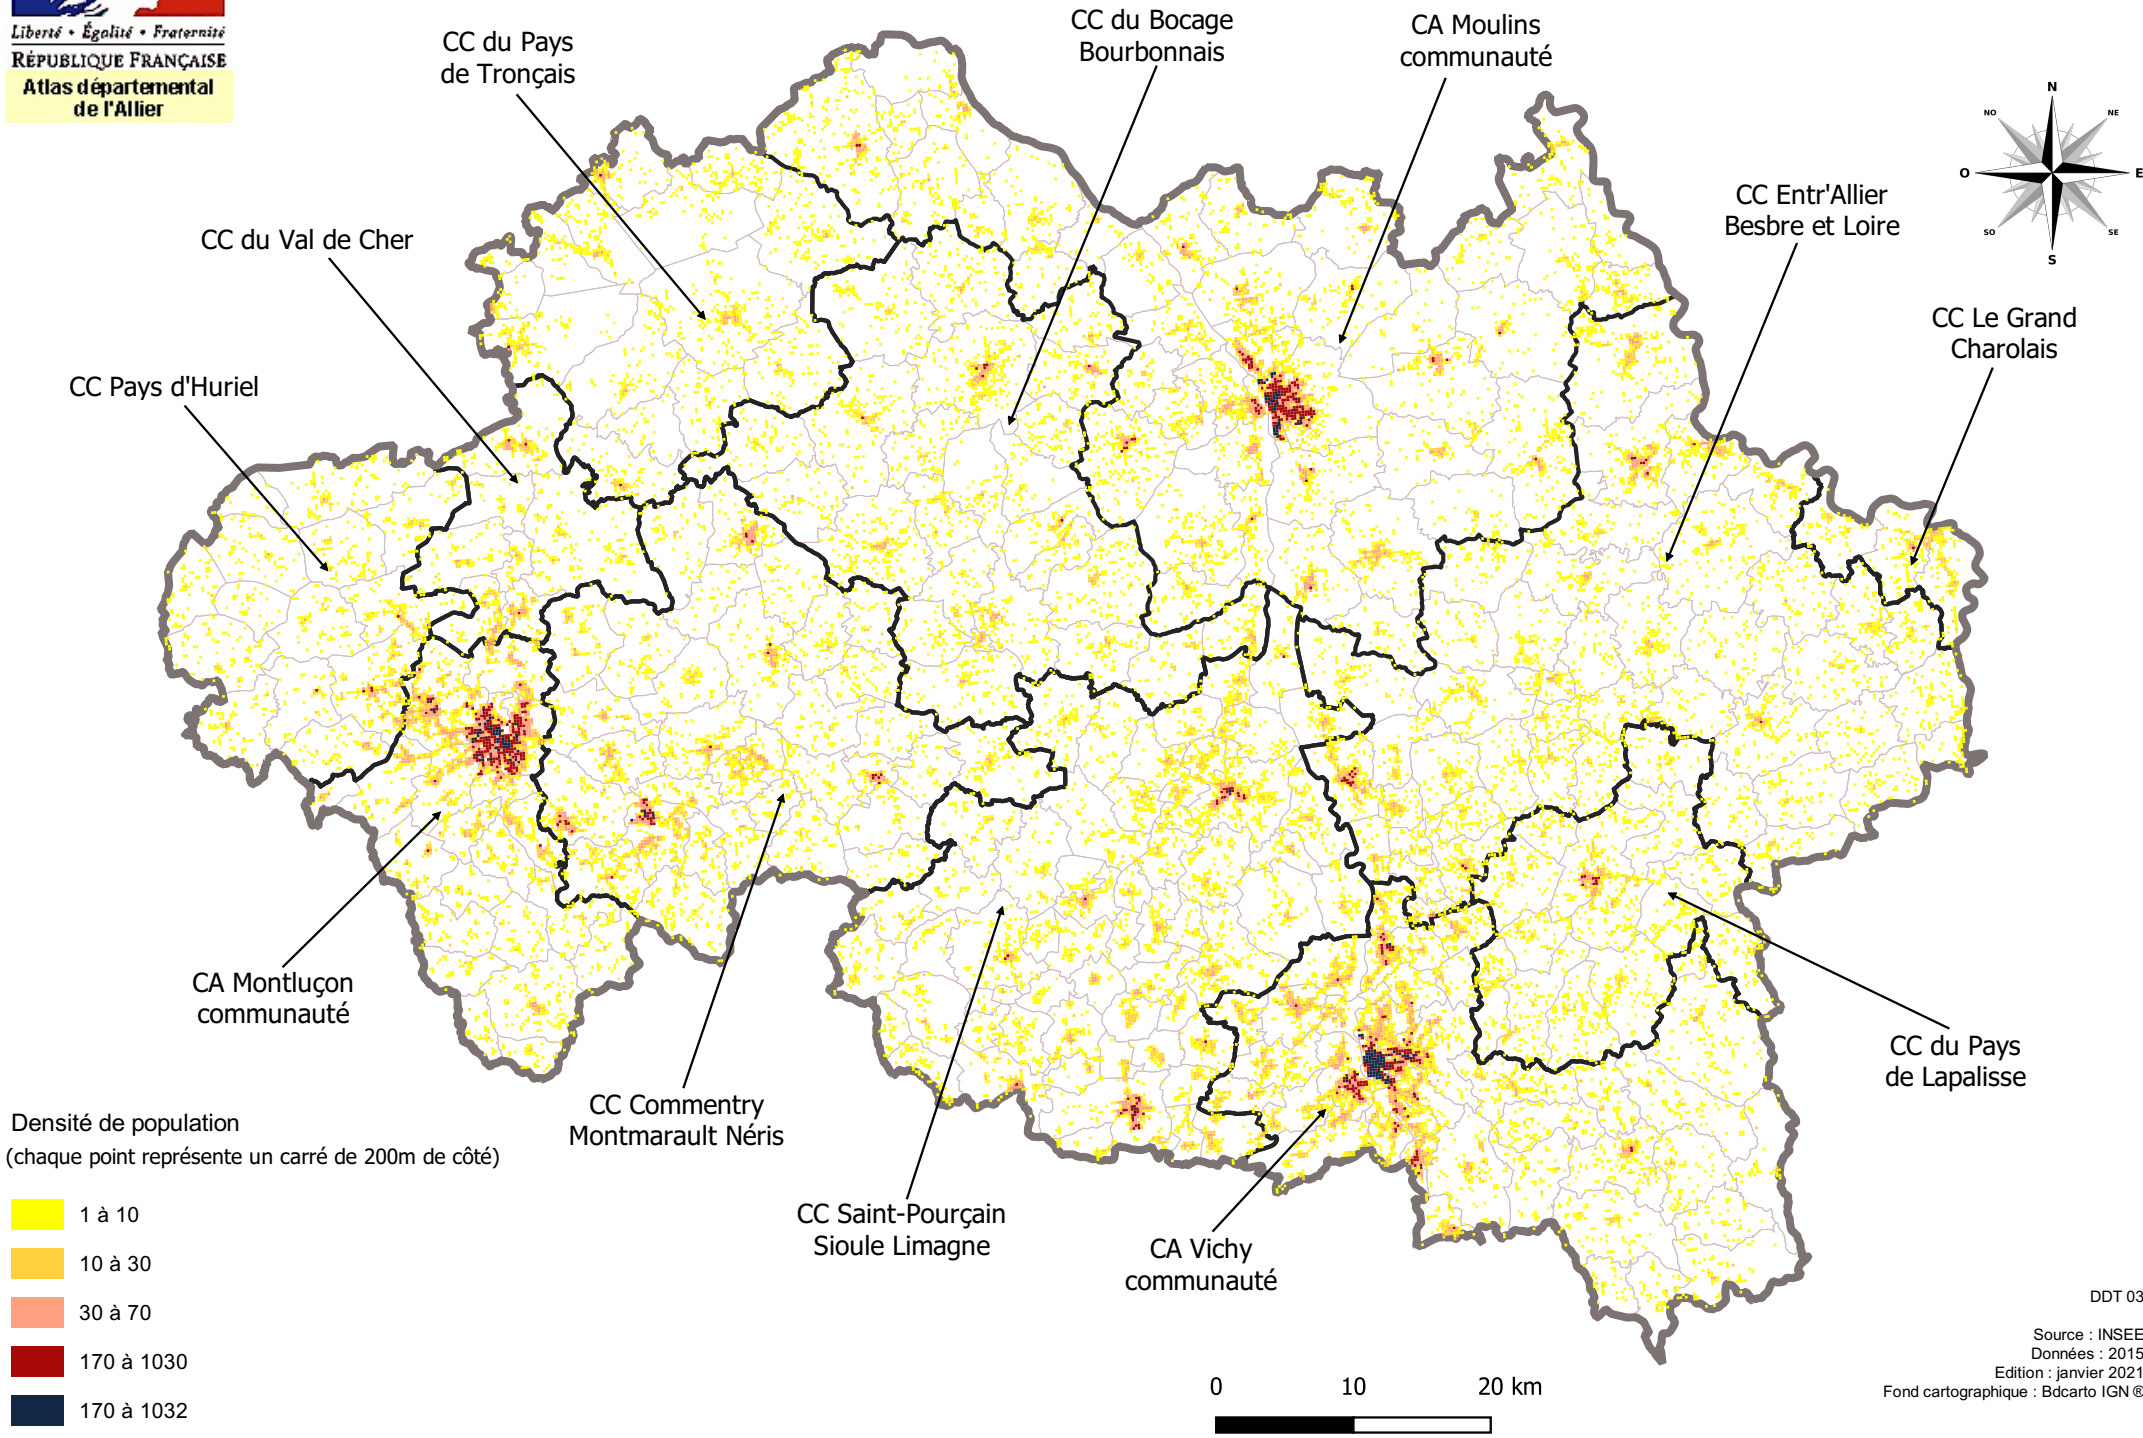 Liberté • Égalité • Fraternité
RÉPUBLIQUE FRANÇAISE
Atlas départemental
de l'Allier
CC du Pays
de Tronçais
CC du Bocage
Bourbonnais
CA Moulins
communauté
N
NO
NE
O
E
SO
SE
S
CC Entr'Allier
Besbre et Loire
CC du Val de Cher
CC Le Grand
Charolais
CC Pays d'Huriel
CA Montluçon
communauté
CC du Pays
de Lapalisse
CC Commentry
Montmarault Néris
CC Saint-Pourçain
Sioule Limagne
CA Vichy
communauté
Densité de population
(chaque point représente un carré de 200m de côté)
1 à 10
10 à 30
30 à 70
170 à 1030
170 à 1032
0 10 20 km
DDT 03
Source : INSEE
Données : 2015
Edition : janvier 2021
Fond cartographique : Bdcarto IGN ®